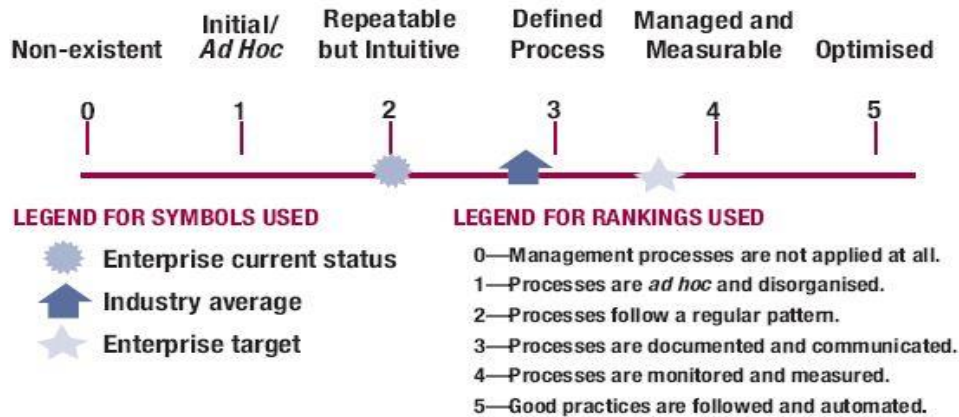 Non-existent
Initial/
Ad Hoc
Repeatable
but Intuitive
Defined
Process
Managed and
Measurable
Optimised
0 1 2 3 4 5
LEGEND FOR SYMBOLS USED
Enterprise current status
Industry average
Enterprise target
LEGEND FOR RANKINGS USED
0—Management processes are not applied at all.
1—Processes are ad hoc and disorganised.
2—Processes follow a regular pattern.
3—Processes are documented and communicated.
4—Processes are monitored and measured.
5—Good practices are followed and automated.